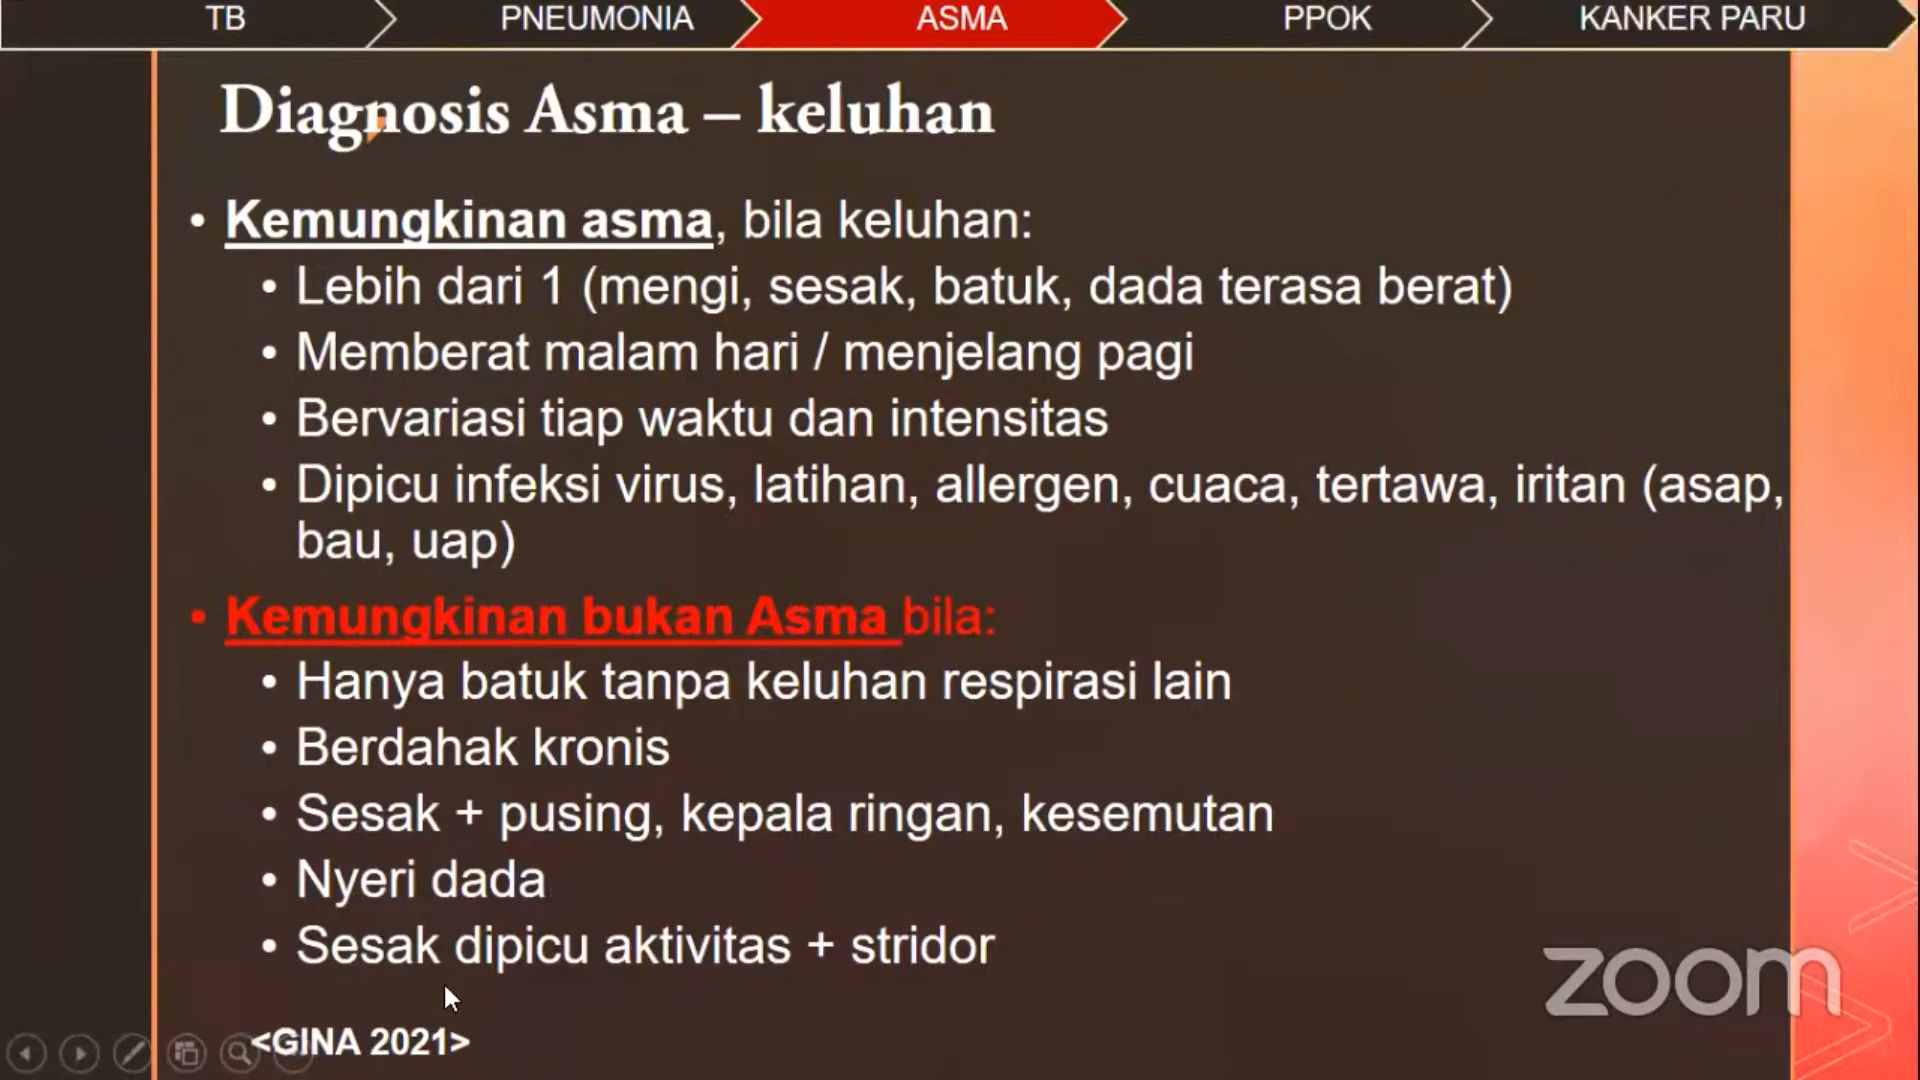 TB PNEUMONIA ASMA PPOK KANKER PARU
Diagnosis Asma – keluhan
• Kemungkinan asma, bila keluhan:
• Lebih dari 1 (mengi, sesak, batuk, dada terasa berat)
• Memberat malam hari / menjelang pagi
• Bervariasi tiap waktu dan intensitas
• Dipicu infeksi virus, latihan, allergen, cuaca, tertawa, iritan (asap,
bau, uap)
• Kemungkinan bukan Asma bila:
• Hanya batuk tanpa keluhan respirasi lain
• Berdahak kronis
• Sesak + pusing, kepala ringan, kesemutan
• Nyeri dada
• Sesak dipicu aktivitas + stridor
<GINA 2021>
zoom